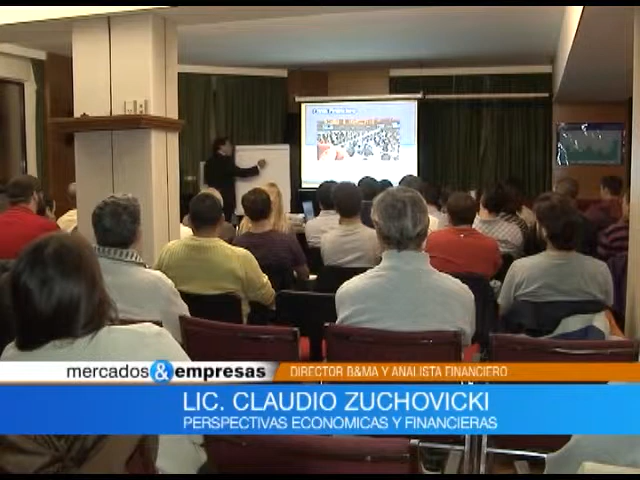 mercados&empresas
DIRECTOR B&MA Y ANALISTA FINANCIERO
LIC. CLAUDIO ZUCHOVICKI
PERSPECTIVAS ECONOMICAS Y FINANCIERAS